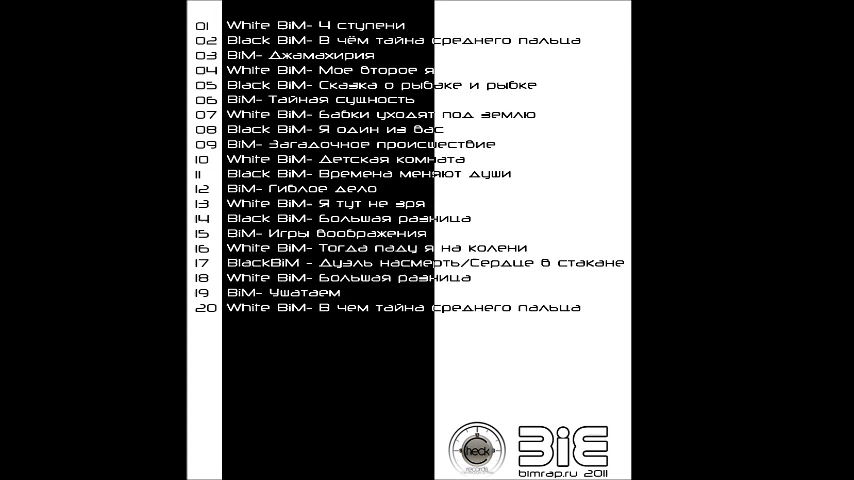 01 White BiM- 4 ступени
02 Black BiM- В чём тайна среднего пальца
03 BiM- Джамахирия
04 White BiM- Мое второе я
05 Black BiM- Сказка о рыбаке и рыбке
06 BiM- Тайная сущность
07 White BiM- Бабки уходят под землю
08 Black BiM- Я один из вас
09 BiM- Загадочное происшествие
10 White BiM- Детская комната
11 Black BiM- Времена меняют души
12 BiM- Гиблое дело
13 White BiM- Я тут не зря
14 Black BiM- Большая разница
15 BiM- Игры воображения
16 White BiM- Тогда паду я на колени
17 BlackBiM - Дуэль насмерть/Сердце в стакане
18 White BiM- Большая разница
19 BiM- Ушатаем
20 White BiM- В чем тайна среднего пальца
Check
records
BiM
bimrap.ru 2011